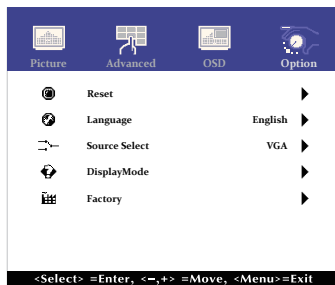 Picture Advanced OSD Option
Reset
Language English
Source Select VGA
DisplayMode
Factory
<Select> =Enter, <−,+> =Move, <Menu>=Exit